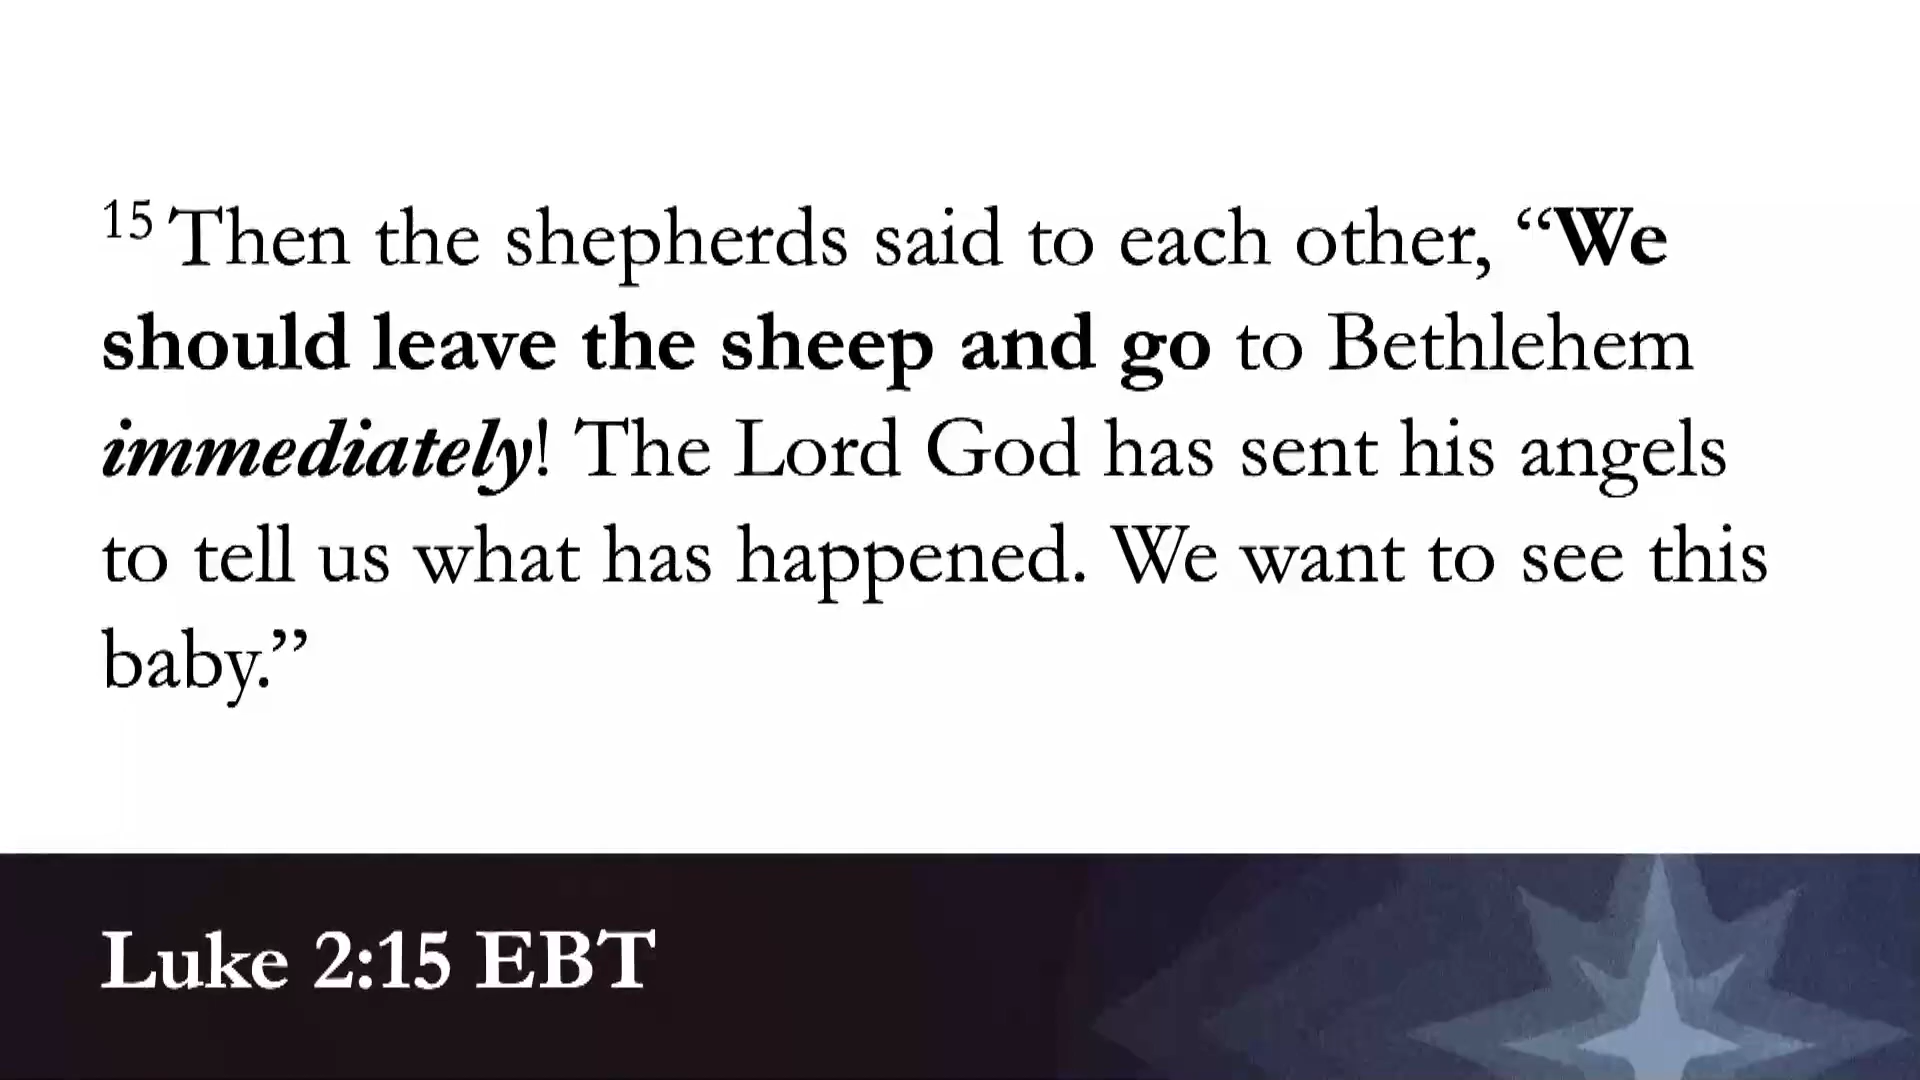 15 Then the shepherds said to each other, “We
should leave the sheep and go to Bethlehem
immediately! The Lord God has sent his angels
to tell us what has happened. We want to see this
baby.”
Luke 2:15 EBT